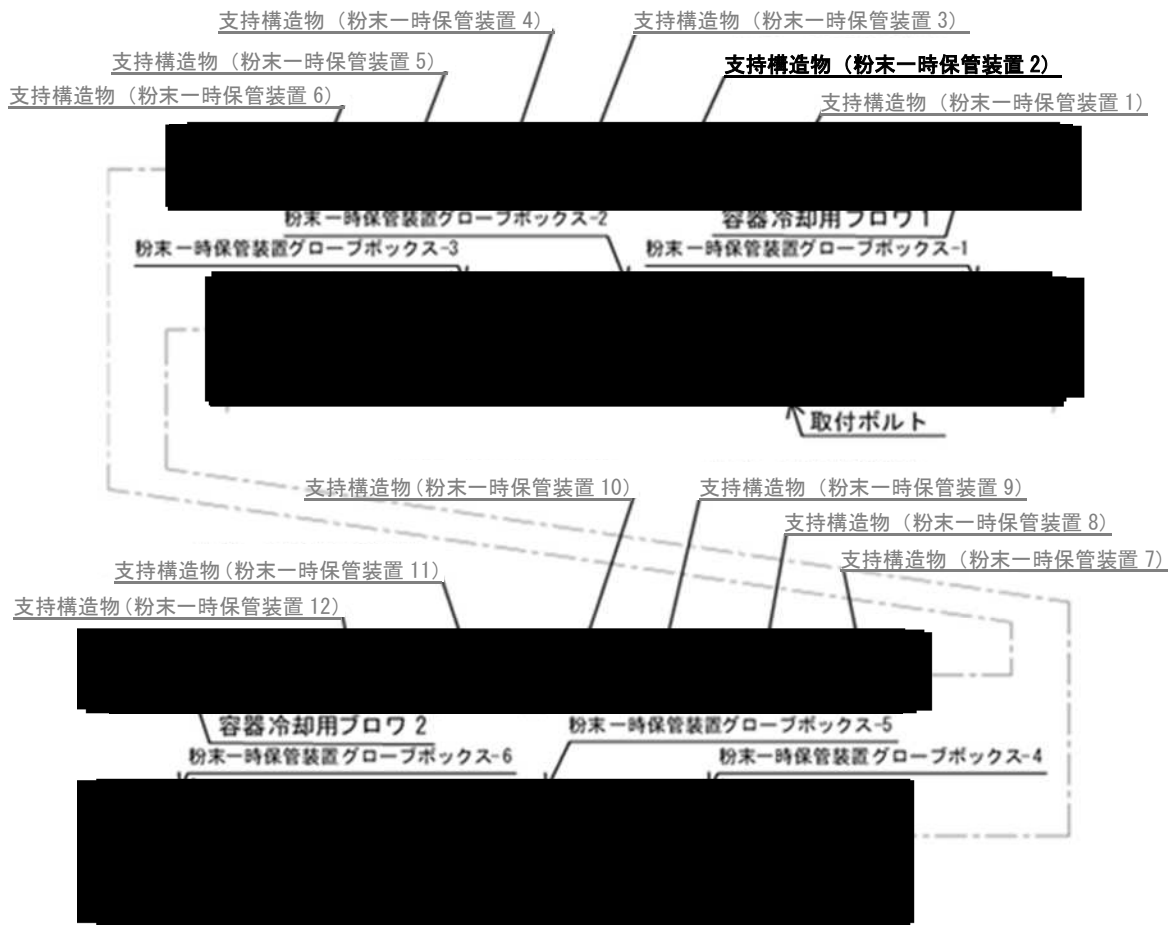 支持構造物（粉末一時保管装置 4）
支持構造物（粉末一時保管装置 3）
支持構造物（粉末一時保管装置 5）
支持構造物（粉末一時保管装置 2）
支持構造物（粉末一時保管装置 6）
支持構造物（粉末一時保管装置 1）
粉末一時保管装置グローブボックス-2
容器冷却用ブロワ 1
粉末一時保管装置グローブボックス-3
粉末一時保管装置グローブボックス-1
取付ボルト
支持構造物(粉末一時保管装置 10)
支持構造物（粉末一時保管装置 9)
支持構造物（粉末一時保管装置 8)
支持構造物（粉末一時保管装置 7)
支持構造物(粉末一時保管装置 11)
支持構造物(粉末一時保管装置 12)
容器冷却用ブロワ 2
粉末一時保管装置グローブボックス-5
粉末一時保管装置グローブボックス-6
粉末一時保管装置グローブボックス-4